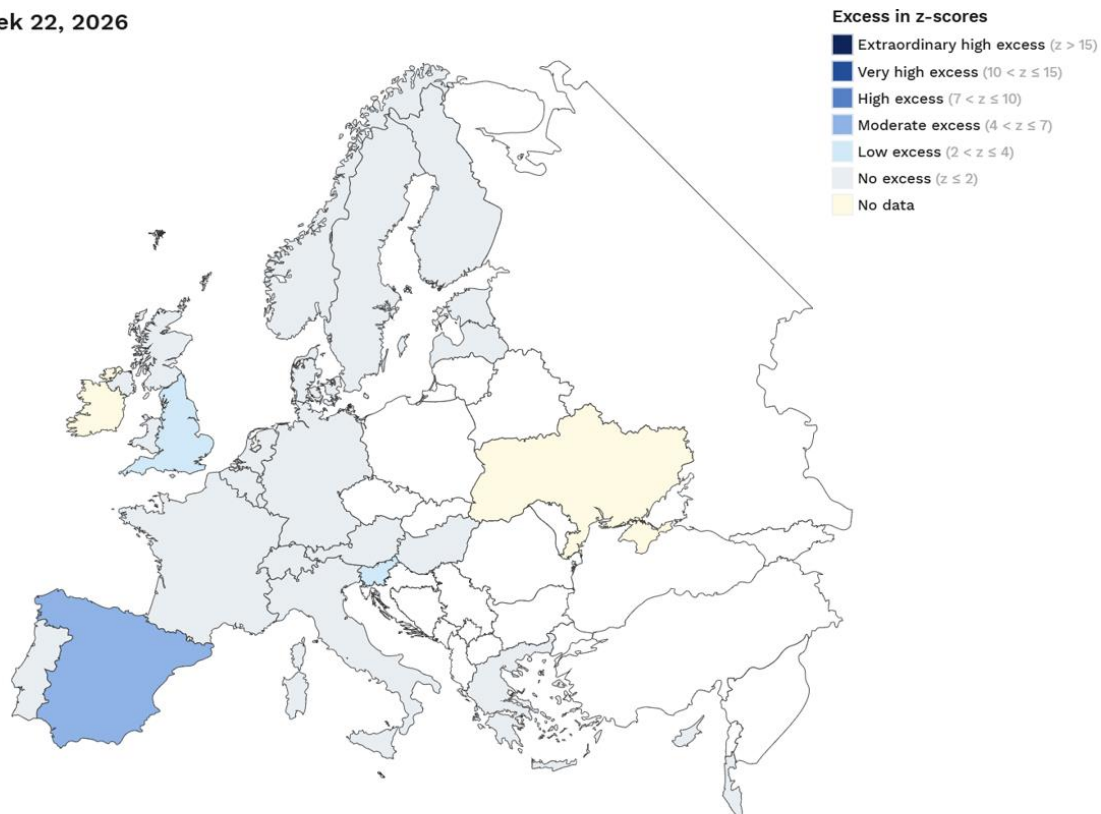 ek 22, 2026
Excess in z-scores
Extraordinary high excess (z > 15)
Very high excess (10 < z ≤ 15)
High excess (7 < z ≤ 10)
Moderate excess (4 < z ≤ 7)
Low excess (2 < z ≤ 4)
No excess (z ≤ 2)
No data